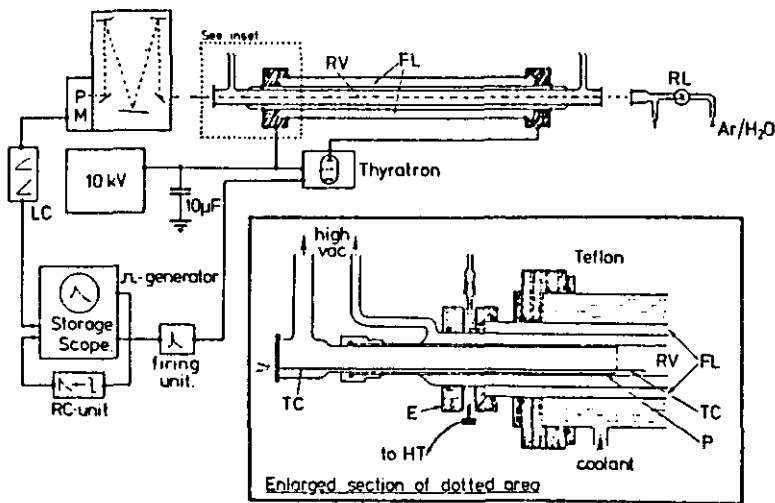 See inset
RV
FL
RL
P
M
Ar/H₂O
10 kV
10µF
Thyratron
LC
-generator
Storage
Scope
firing
unit.
RC-unit
high
vac
Teflon
RV
FL
TC
TC
E
P
to HT
coolant
Enlarged section of dotted area